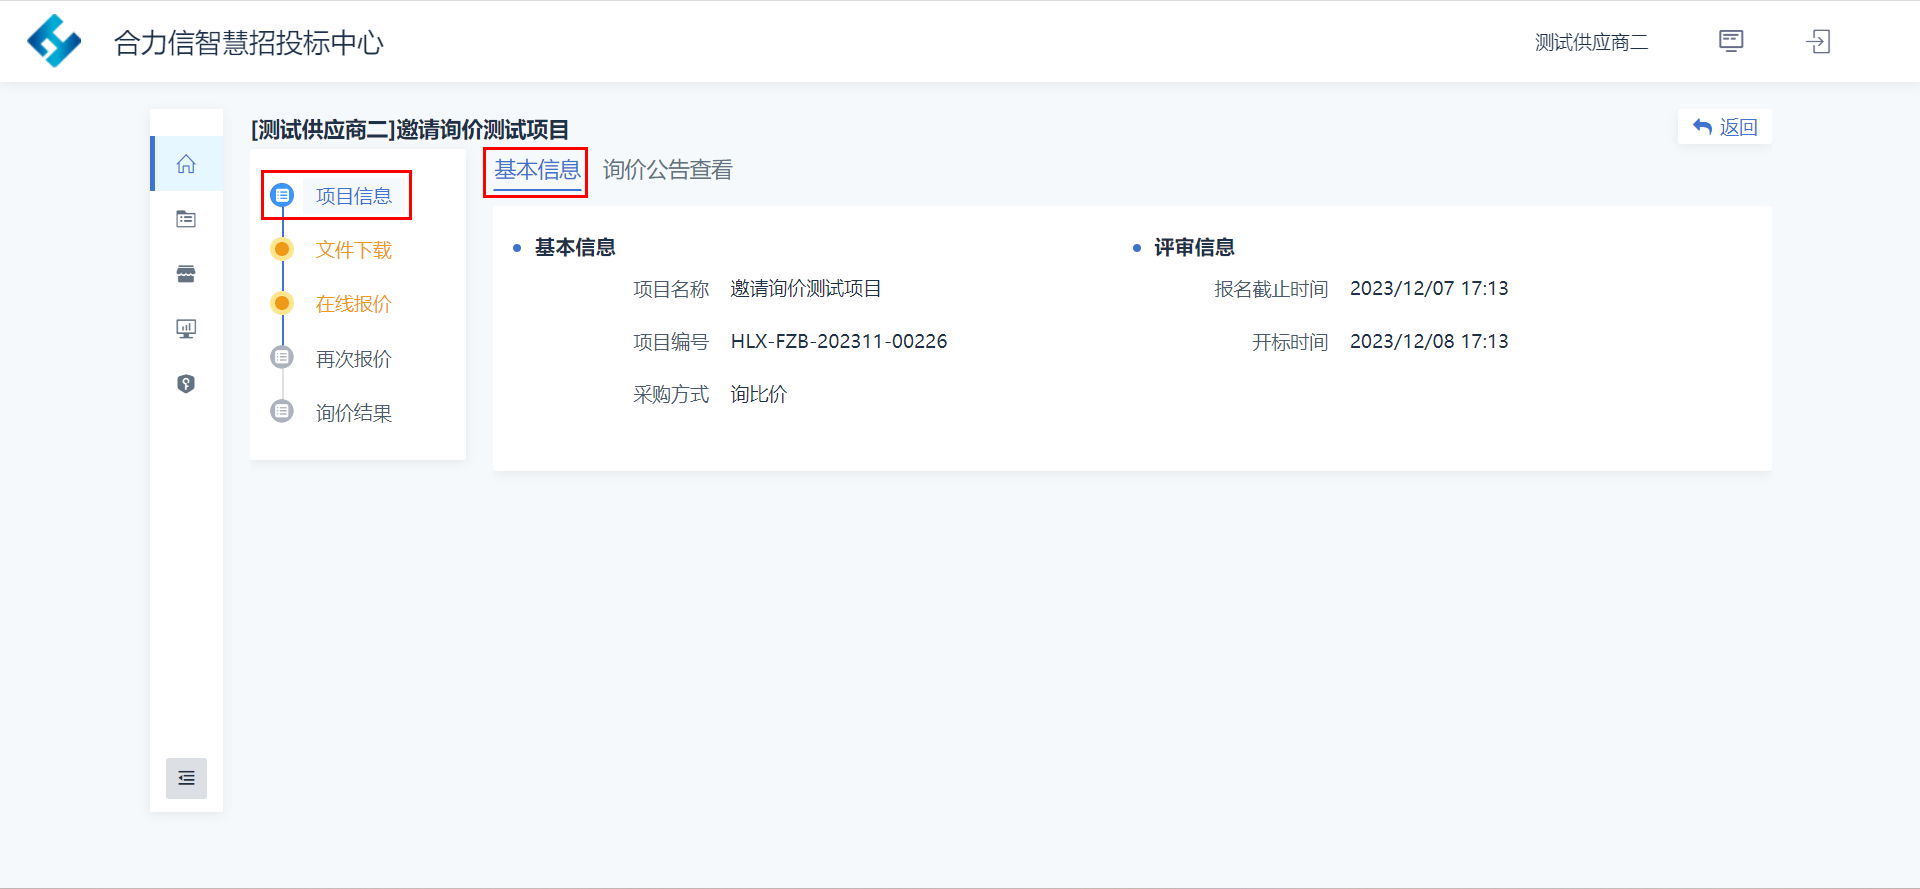 合力信智慧招投标中心
测试供应商二
[测试供应商二]邀请询价测试项目
返回
项目信息
文件下载
在线报价
再次报价
询价结果
基本信息 询价公告查看
基本信息
项目名称 邀请询价测试项目
项目编号 HLX-FZB-202311-00226
采购方式 询比价
评审信息
报名截止时间 2023/12/07 17:13
开标时间 2023/12/08 17:13